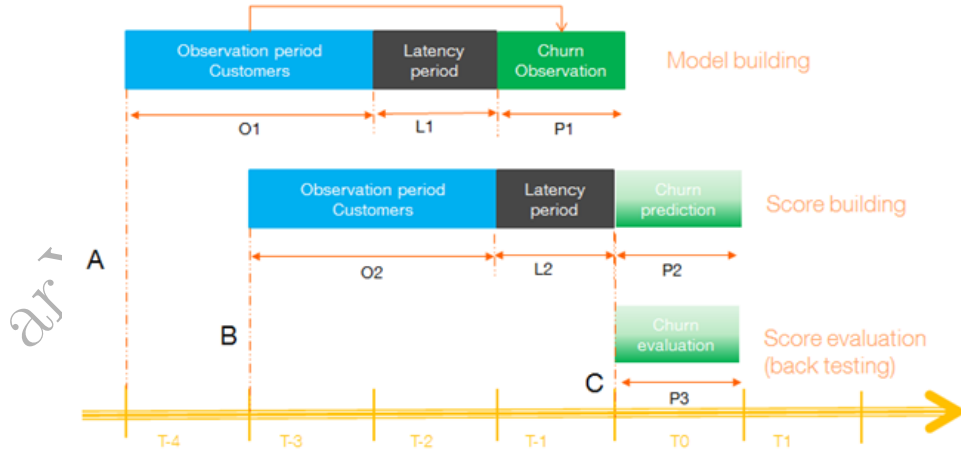 Observation period
Customers
Latency
period
Churn
Observation
Model building
O1
L1
P1
Observation period
Customers
Latency
period
Churn
prediction
Score building
A
O2
L2
P2
ar
B
Churn
evaluation
Score evaluation
(back testing)
C
P3
T-4
T-3
T-2
T-1
T0
T1